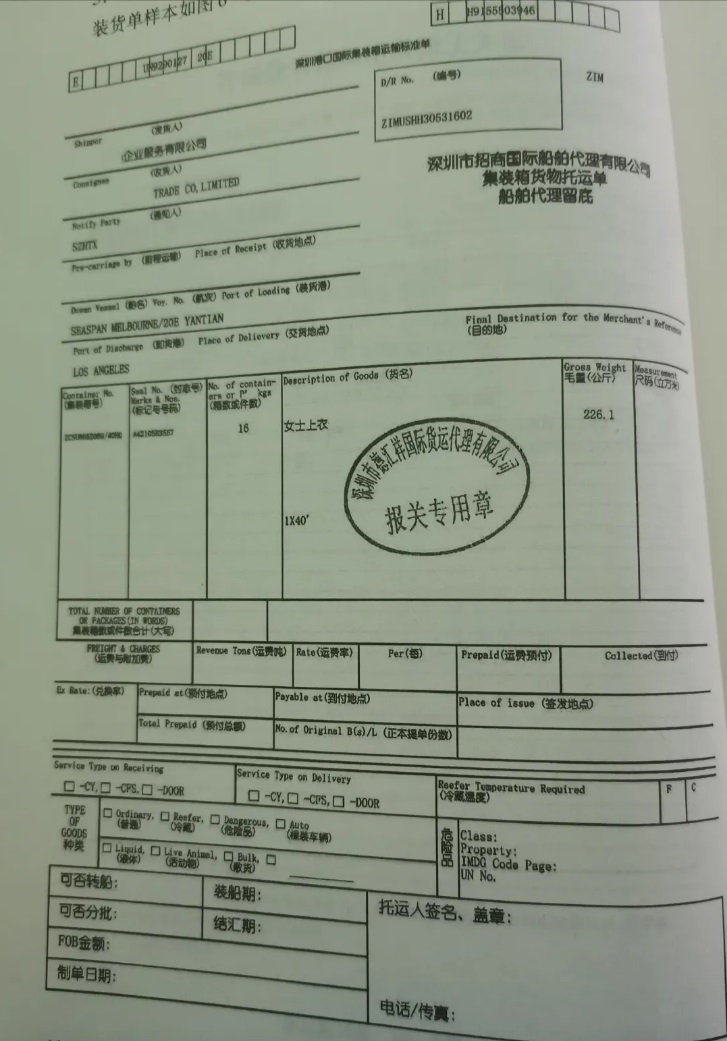 装货单样本如图6
H H9155503946
E UN9290127 20E
深圳港口国际集装箱运输标准单
D/R No. (编号)
ZIMUSHH30531602
ZIM
Shipper (发货人)
企业服务有限公司
Consignee (收货人)
TRADE CO, LIMITED
Notify Party (通知人)
SZHTX
深圳市招商国际船舶代理有限公司
集装箱货物托运单
船舶代理留底
Pre-carriage by (前程运输) Place of Receipt (收货地点)
Ocean Vessel (船名) Voy. No. (航次) Port of Loading (装货港)
SEASPAN MELBOURNE/20E YANTIAN
Port of Discharge (卸货港) Place of Delievery (交货地点)
Final Destination for the Merchant's Reference
(目的地)
LOS ANGELES
Container No.
(集装箱号)
Seal No. (封志号)
Marks & Nos.
(标记号号码)
No. of contain-
ers or P' kgs
(箱数或件数)
Description of Goods (货名)
Gross Weight
毛重(公斤)
Measurement
尺码(立方米)
16
女士上衣
226.1
1X40'
深圳市德汇祥国际货运代理有限公司
报关专用章
TOTAL NUMBER OF CONTAINERS
OR PACKAGES(IN WORDS)
集装箱数或件数合计(大写)
FREIGHT & CHARGES
(运费与附加费)
Revenue Tons(运费吨) Rate(运费率) Per(每) Prepaid(运费预付) Collected(到付)
Ex Rate:(兑换率) Prepaid at(预付地点) Payable at(到付地点) Place of issue (签发地点)
Total Prepaid (预付总额) No.of Original B(s)/L (正本提单份数)
Service Type on Receiving
□ -CY, □ -CFS, □ -DOOR
Service Type on Delivery
□ -CY, □ -CFS, □ -DOOR
Reefer Temperature Required
(冷藏温度)
F C
TYPE
OF
GOODS
种类
□ Ordinary, □ Reefer, □ Dangerous, □ Auto
(普通) (冷藏) (危险品) (裸装车辆)
□ Liquid, □ Live Animal, □ Bulk, □
(液体) (活动物) (散货)
危险品
Class:
Property:
IMDG Code Page:
UN No.
可否转船: 装船期:
可否分批: 结汇期:
FOB金额:
制单日期:
托运人签名、盖章:
电话/传真: